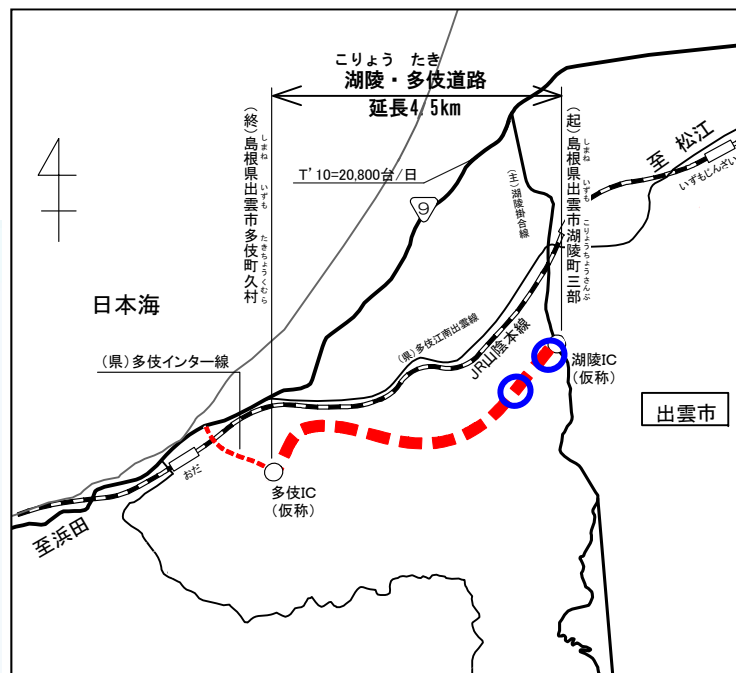 こりょう たき
湖陵・多伎道路
延長4.5km
(終)島根県出雲市多伎町久村
しまね いずも たきちょうくむら
(起)島根県出雲市湖陵町三部
しまね いずも こりょうちょうさんぶ
至 松江
いずもじんざい
T'10=20,800台/日
(主)湖陵掛合線
9
日本海
(県)多伎インター線
(県)多伎江南出雲線
JR山陰本線
湖陵IC
(仮称)
出雲市
おだ
多伎IC
(仮称)
至浜田